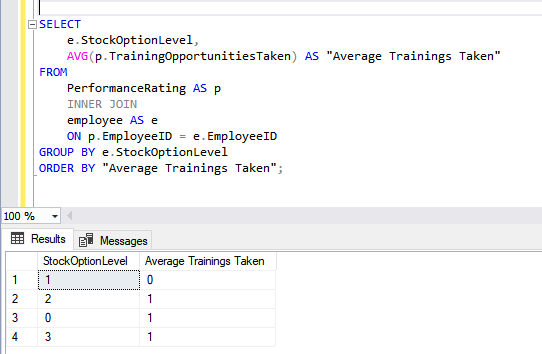 SELECT
e.StockOptionLevel,
AVG(p.TrainingOpportunitiesTaken) AS "Average Trainings Taken"
FROM
PerformanceRating AS p
INNER JOIN
employee AS e
ON p.EmployeeID = e.EmployeeID
GROUP BY e.StockOptionLevel
ORDER BY "Average Trainings Taken";
100 %
Results Messages
StockOptionLevel Average Trainings Taken
1 1 0
2 2 1
3 0 1
4 3 1